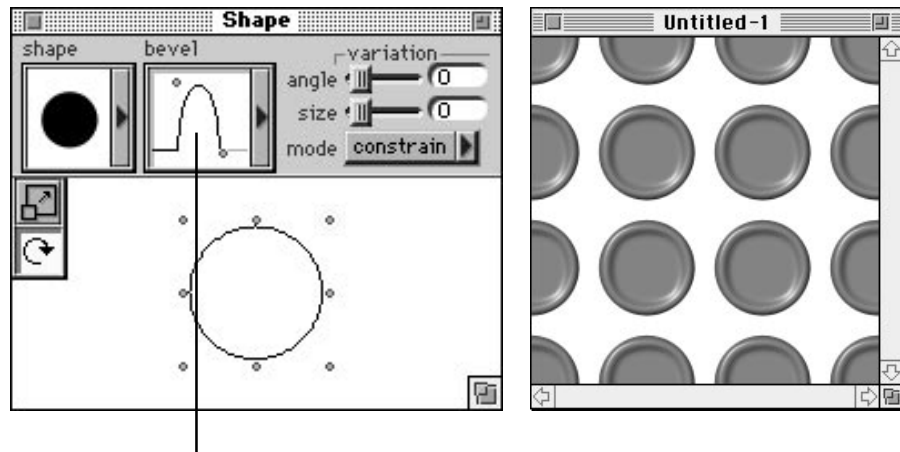 Shape
Untitled-1
shape
bevel
variation
angle 0
size 0
mode constrain